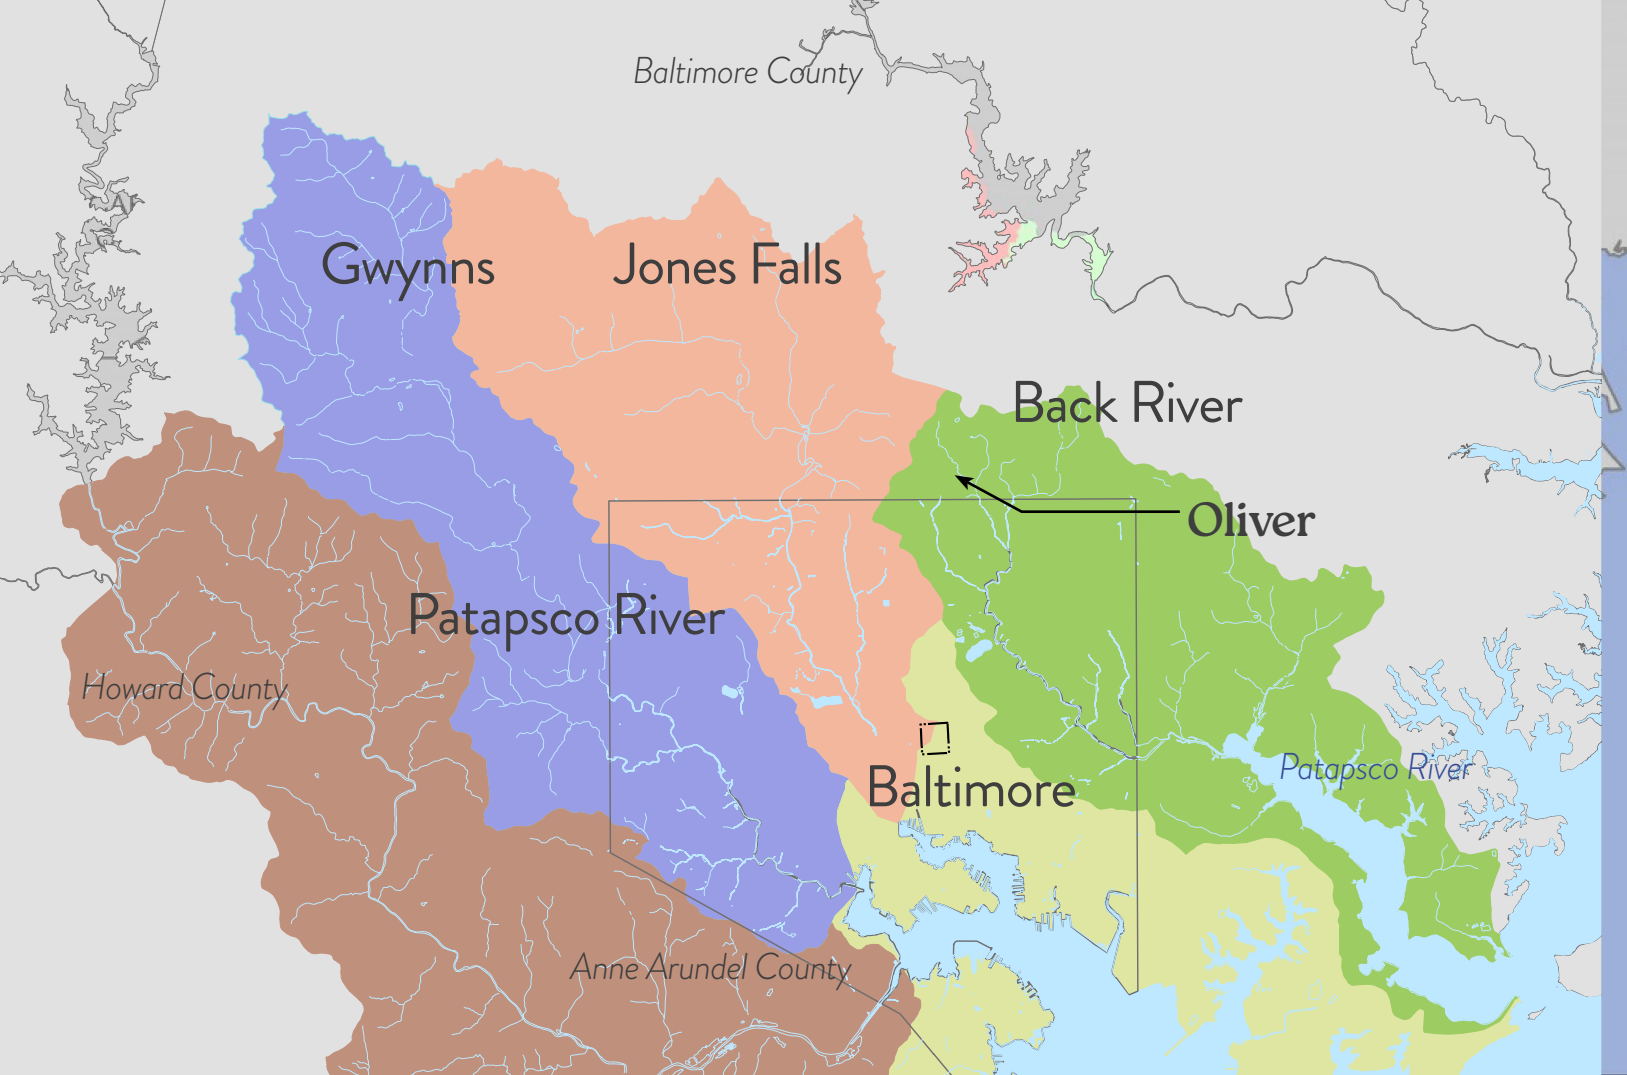 Baltimore County
Gwynns
Jones Falls
Back River
Oliver
Patapsco River
Howard County
Patapsco River
Baltimore
Anne Arundel County